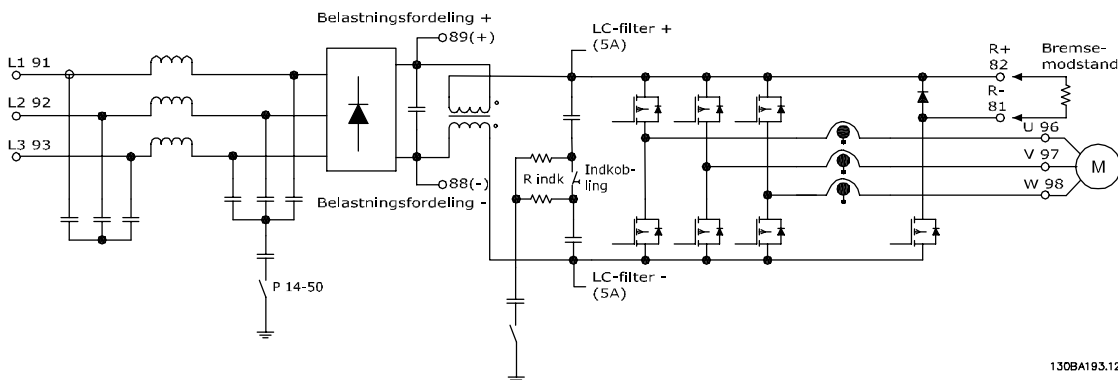 Belastningsfordeling +
89(+)
LC-filter +
(5A)
L1 91
L2 92
L3 93
R+
82
Bremse-
modstand
R-
81
U 96
V 97
W 98
M
R indk
Indkob-
ling
88(-)
Belastningsfordeling -
P 14-50
LC-filter -
(5A)
130BA193.12